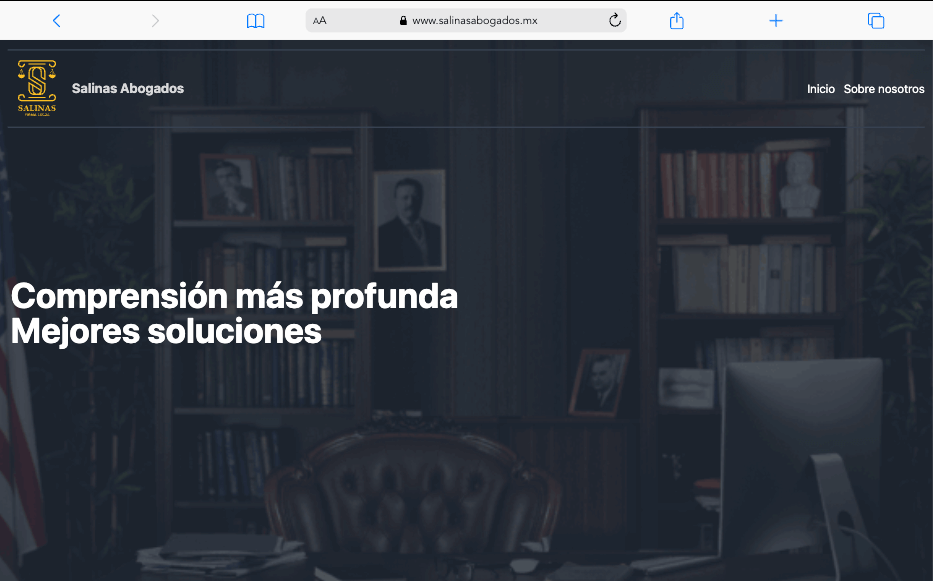 AA
www.salinasabogados.mx
SALINAS
FIRMA LEGAL
Salinas Abogados
Inicio
Sobre nosotros
Comprensión más profunda
Mejores soluciones